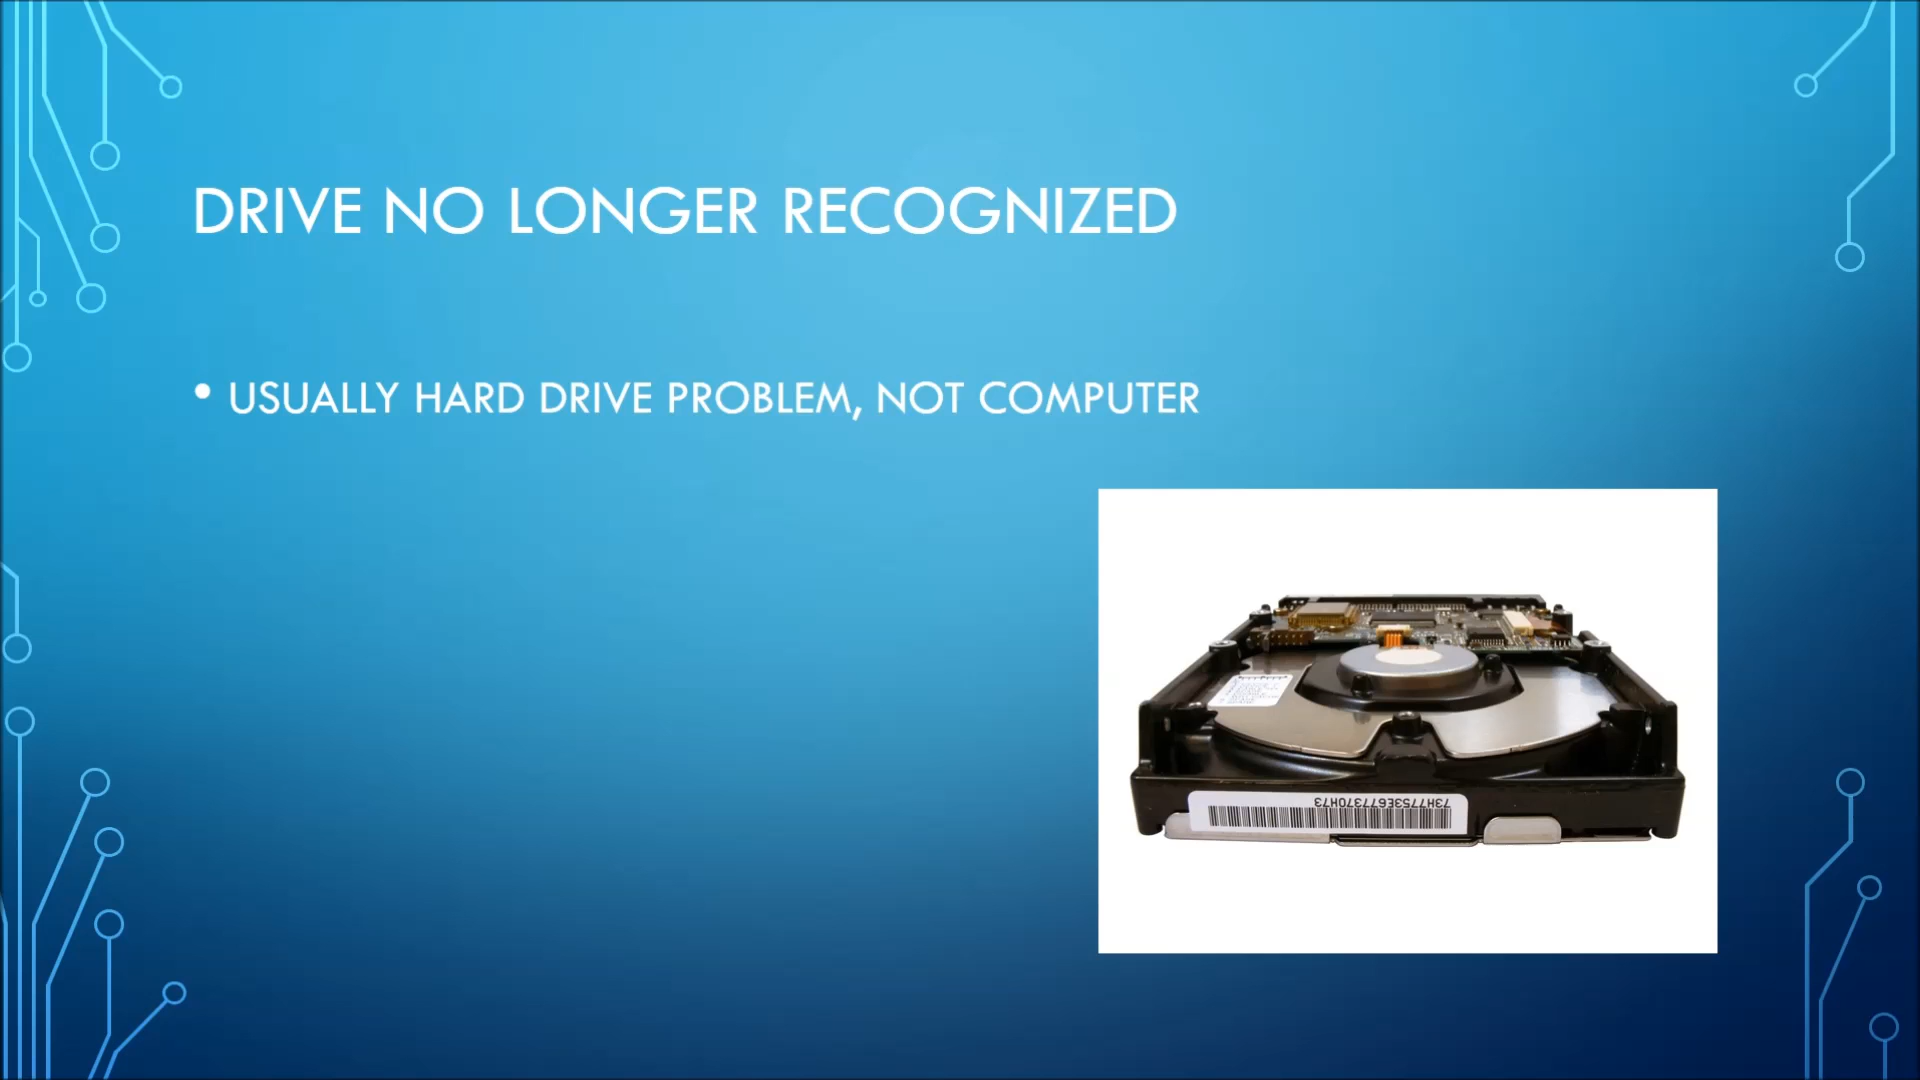 DRIVE NO LONGER RECOGNIZED
• USUALLY HARD DRIVE PROBLEM, NOT COMPUTER